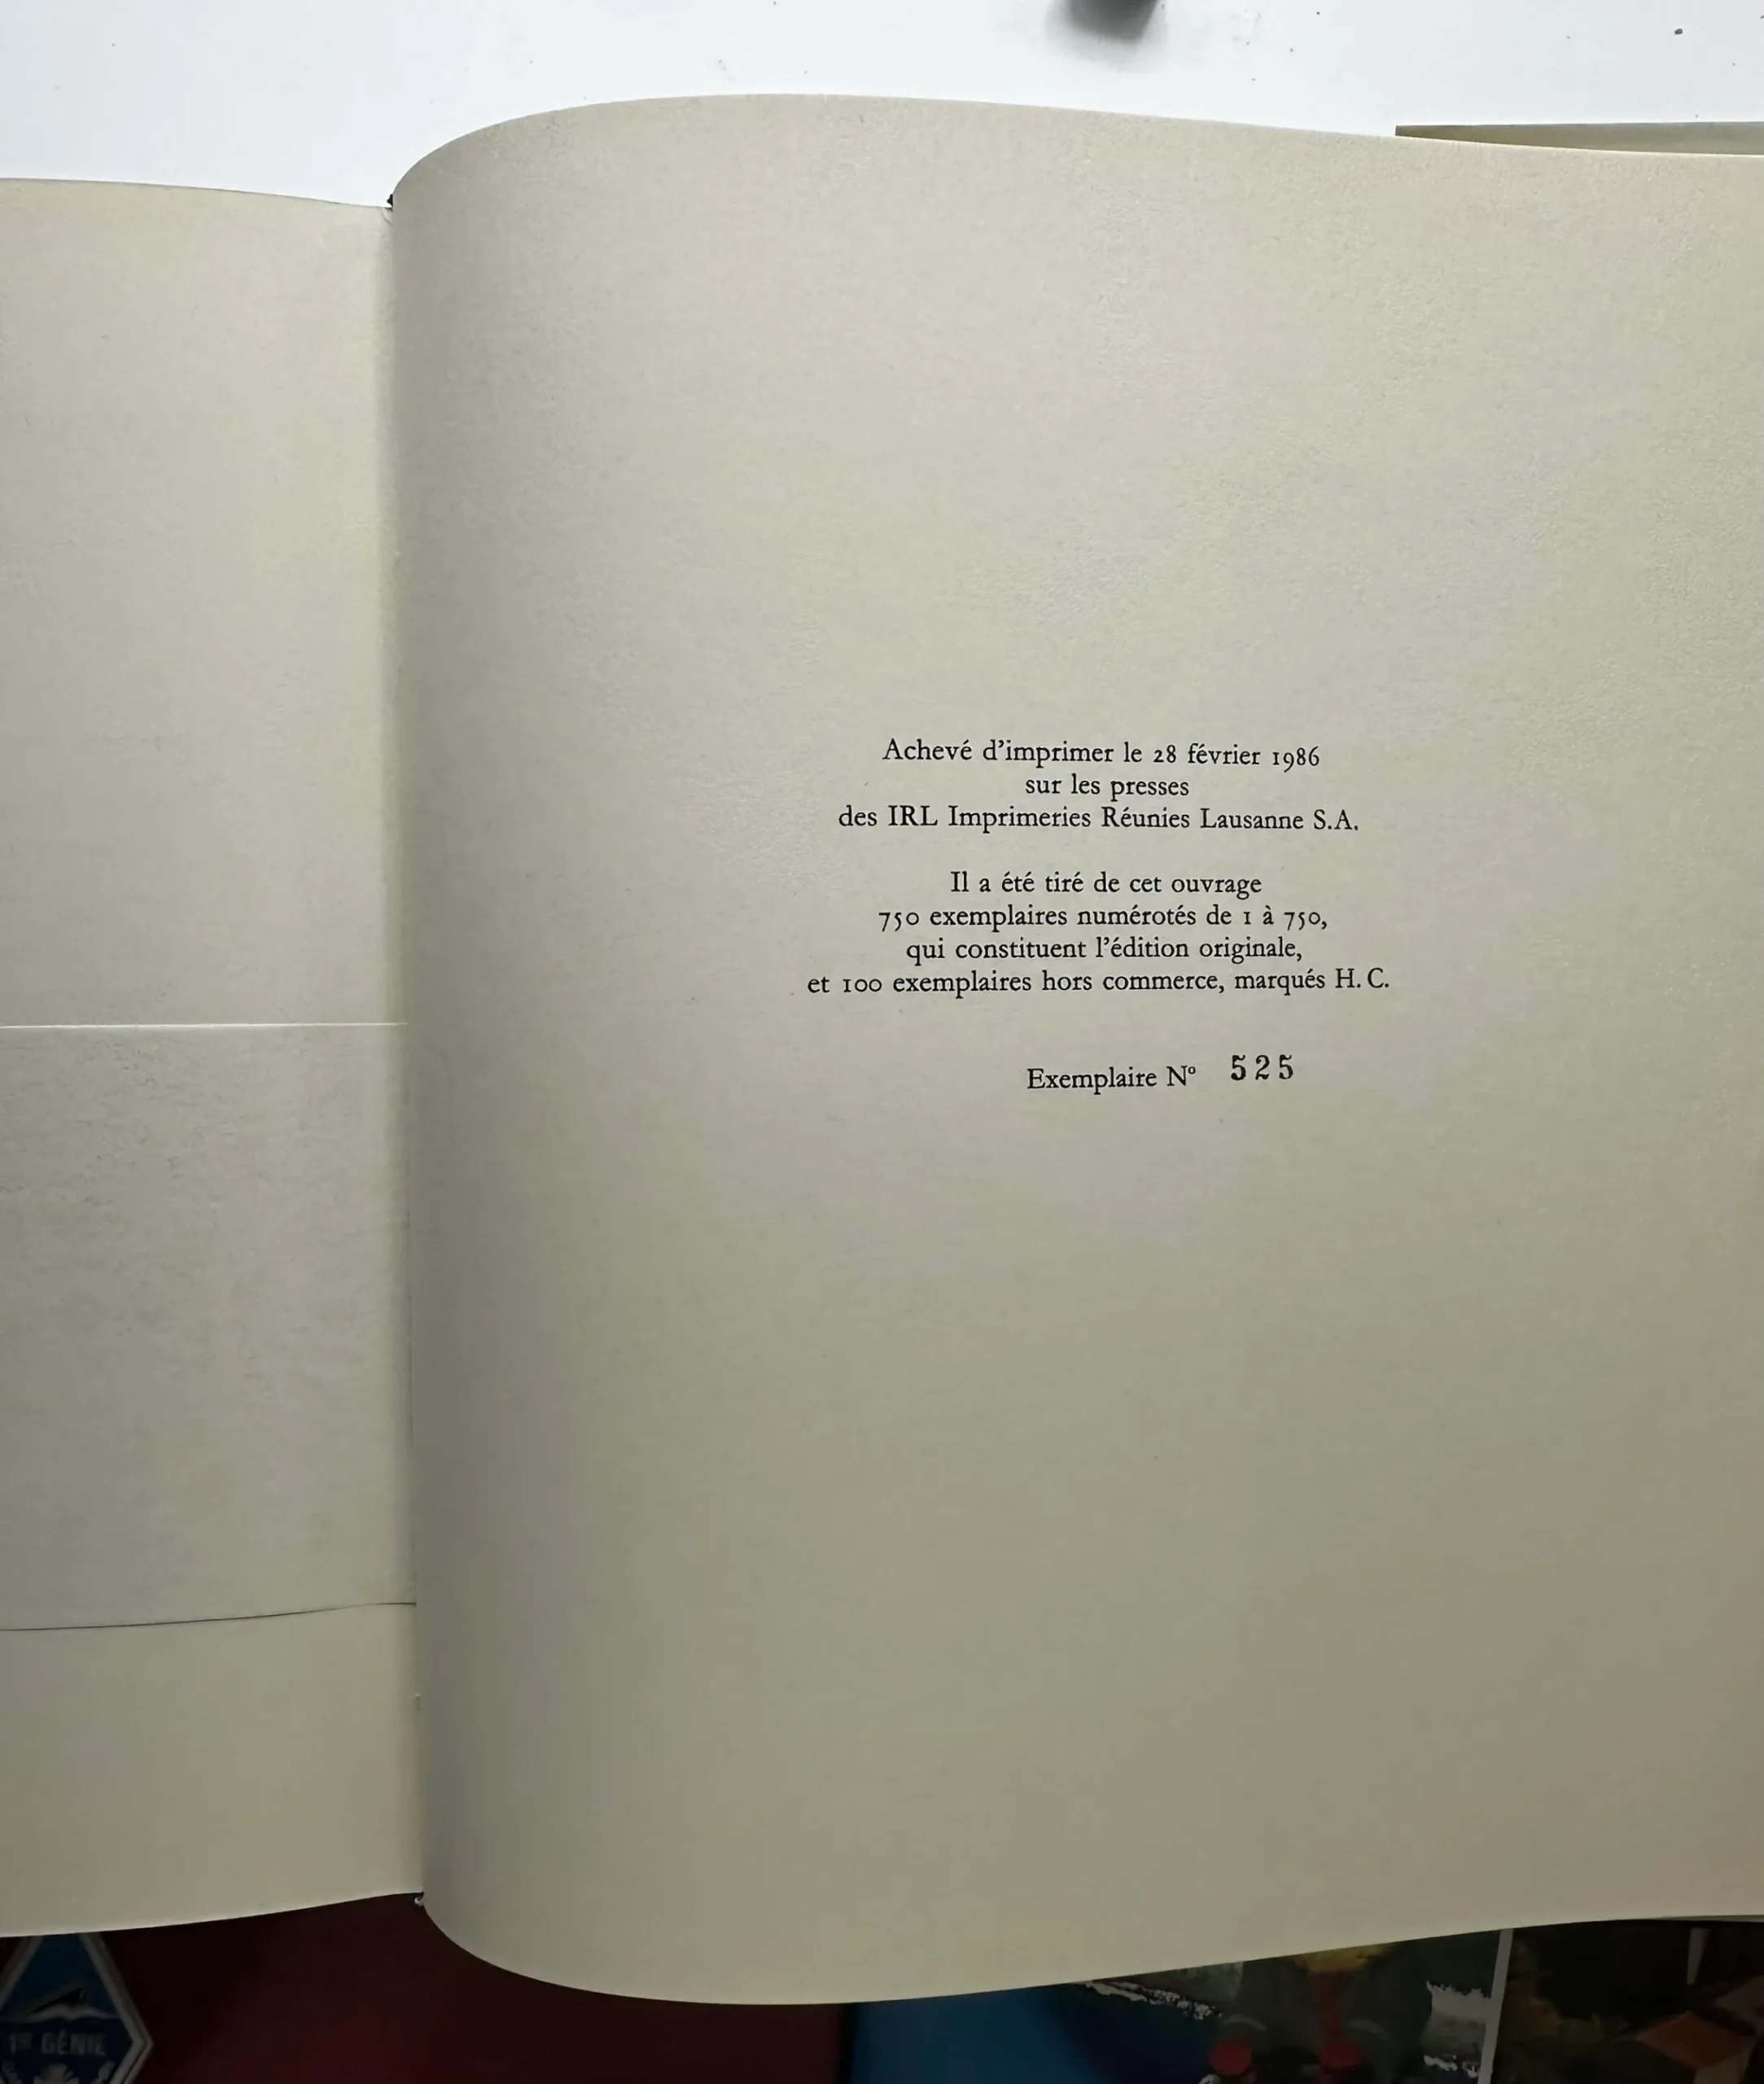 Achevé d'imprimer le 28 février 1986
sur les presses
des IRL Imprimeries Réunies Lausanne S.A.
Il a été tiré de cet ouvrage
750 exemplaires numérotés de 1 à 750,
qui constituent l'édition originale,
et 100 exemplaires hors commerce, marqués H. C.
Exemplaire Nº 525
GÉNIE